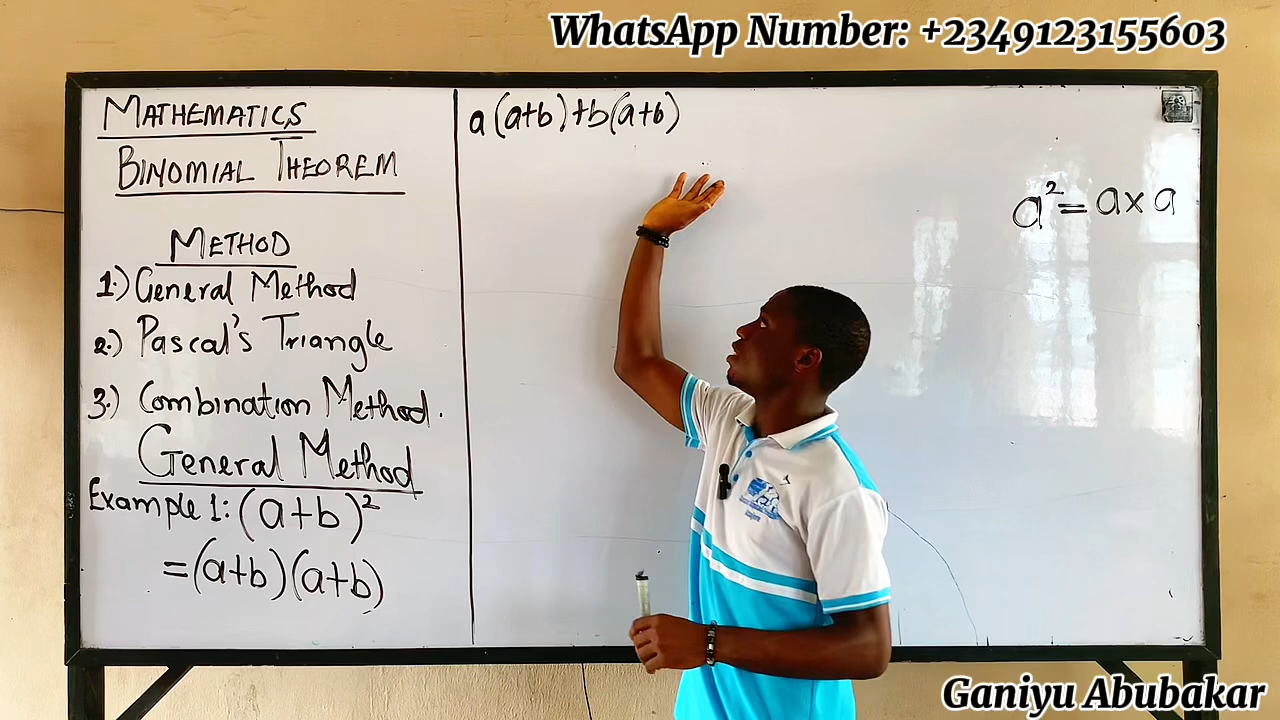 WhatsApp Number: +2349123155603
MATHEMATICS
BINOMIAL THEOREM
METHOD
1.) General Method
2.) Pascal's Triangle
3.) Combination Method.
General Method
Example 1: (a+b)²
=(a+b)(a+b)
a(a+b)+b(a+b)
a²=a×a
Ganiyu Abubakar